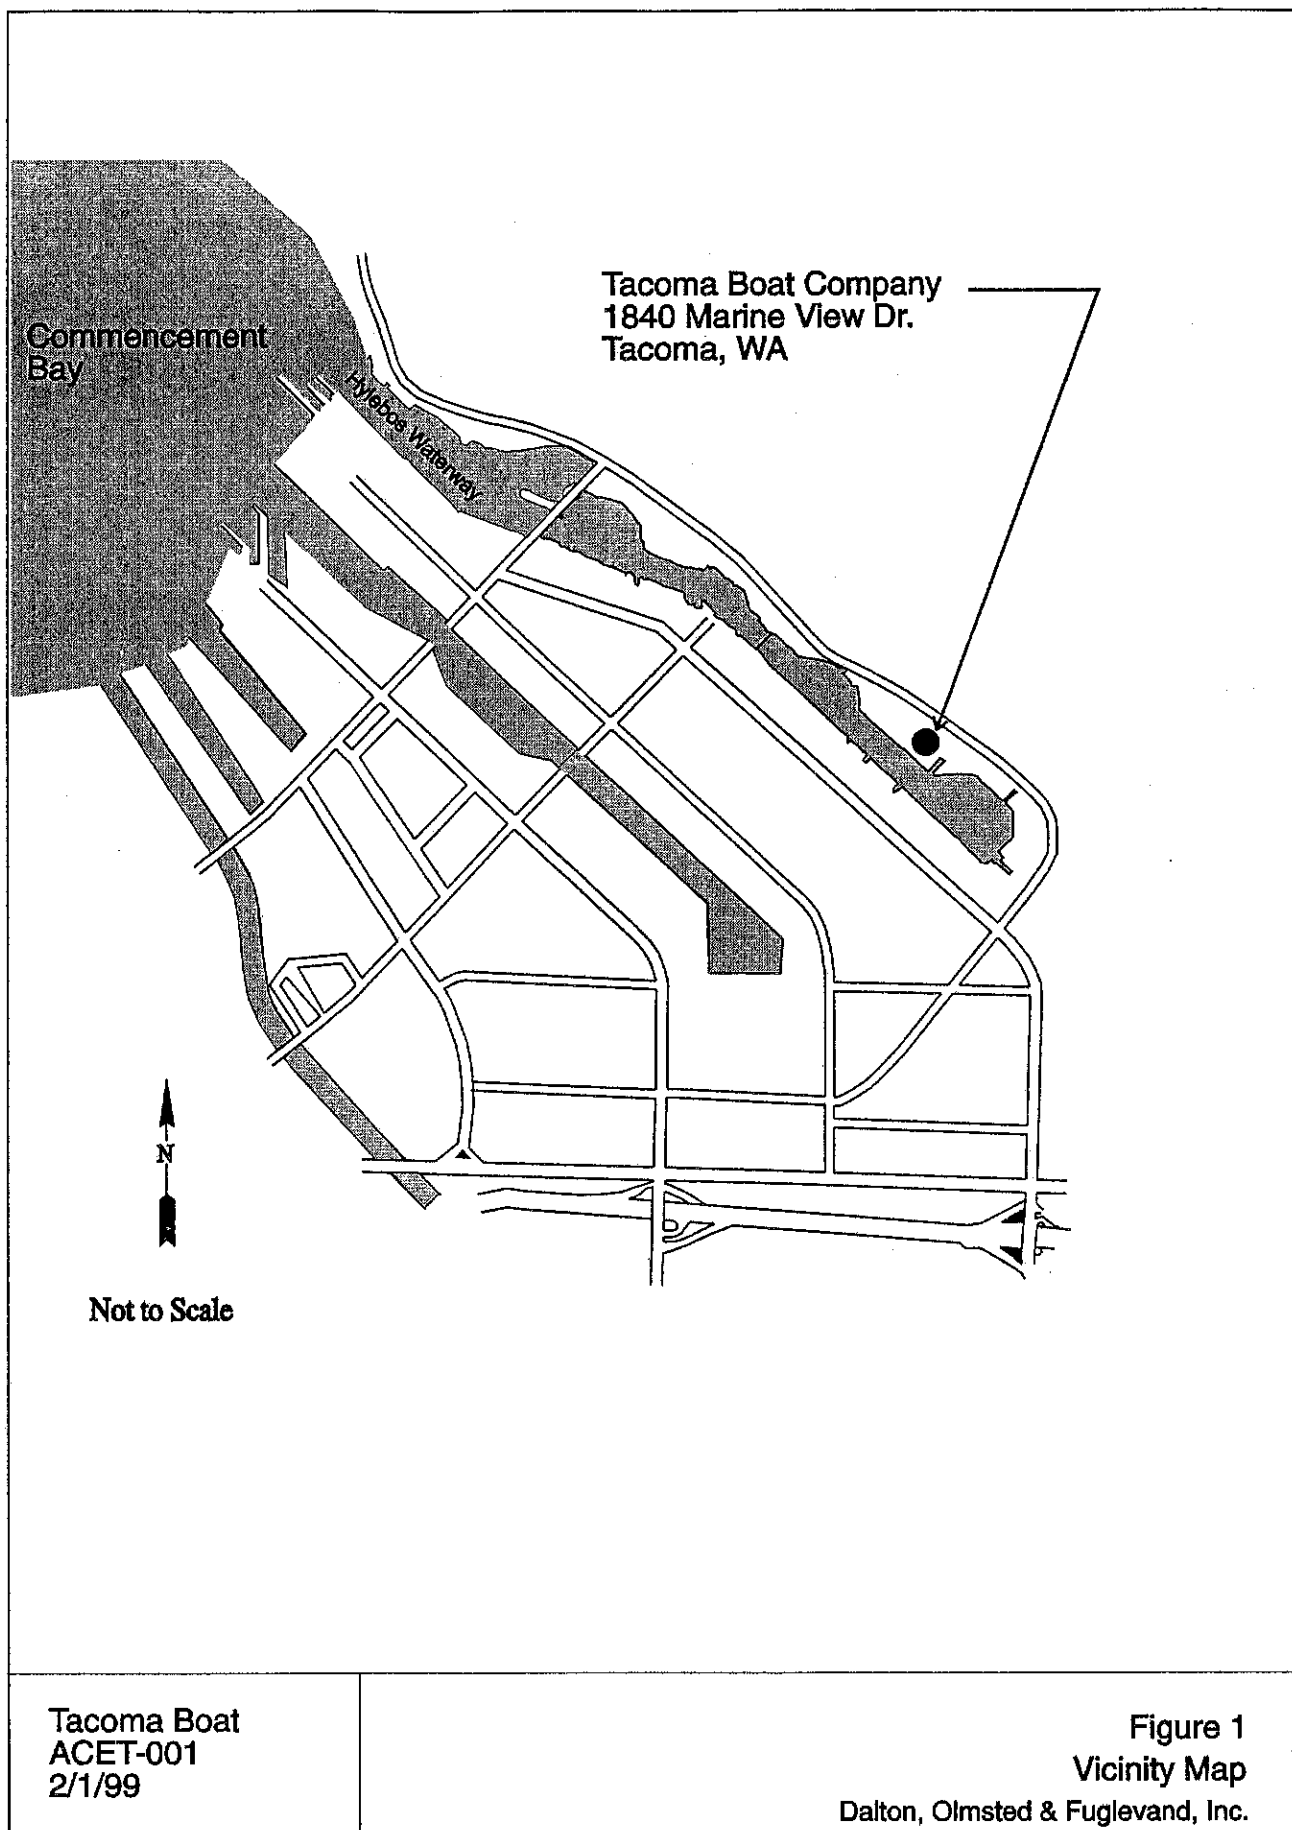 Tacoma Boat Company
1840 Marine View Dr.
Tacoma, WA
Commencement
Bay
Hylebos Waterway
N
Not to Scale
Tacoma Boat
ACET-001
2/1/99
Figure 1
Vicinity Map
Dalton, Olmsted & Fuglevand, Inc.